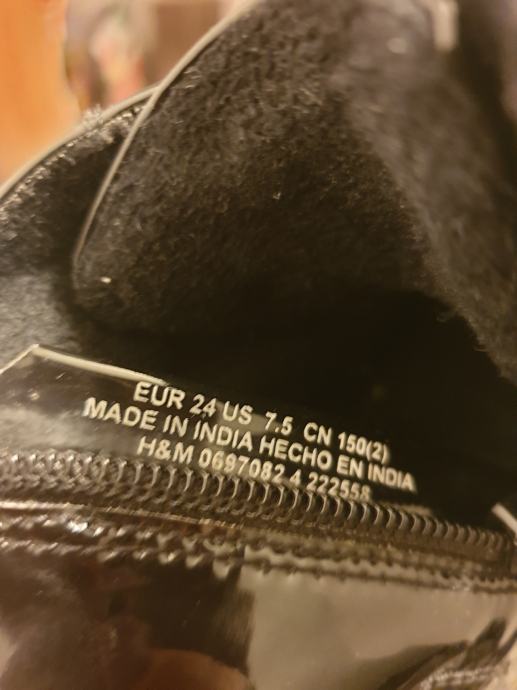 EUR 24 US 7.5 CN 150(2)
MADE IN INDIA HECHO EN INDIA
H&M 0697082 4 222558